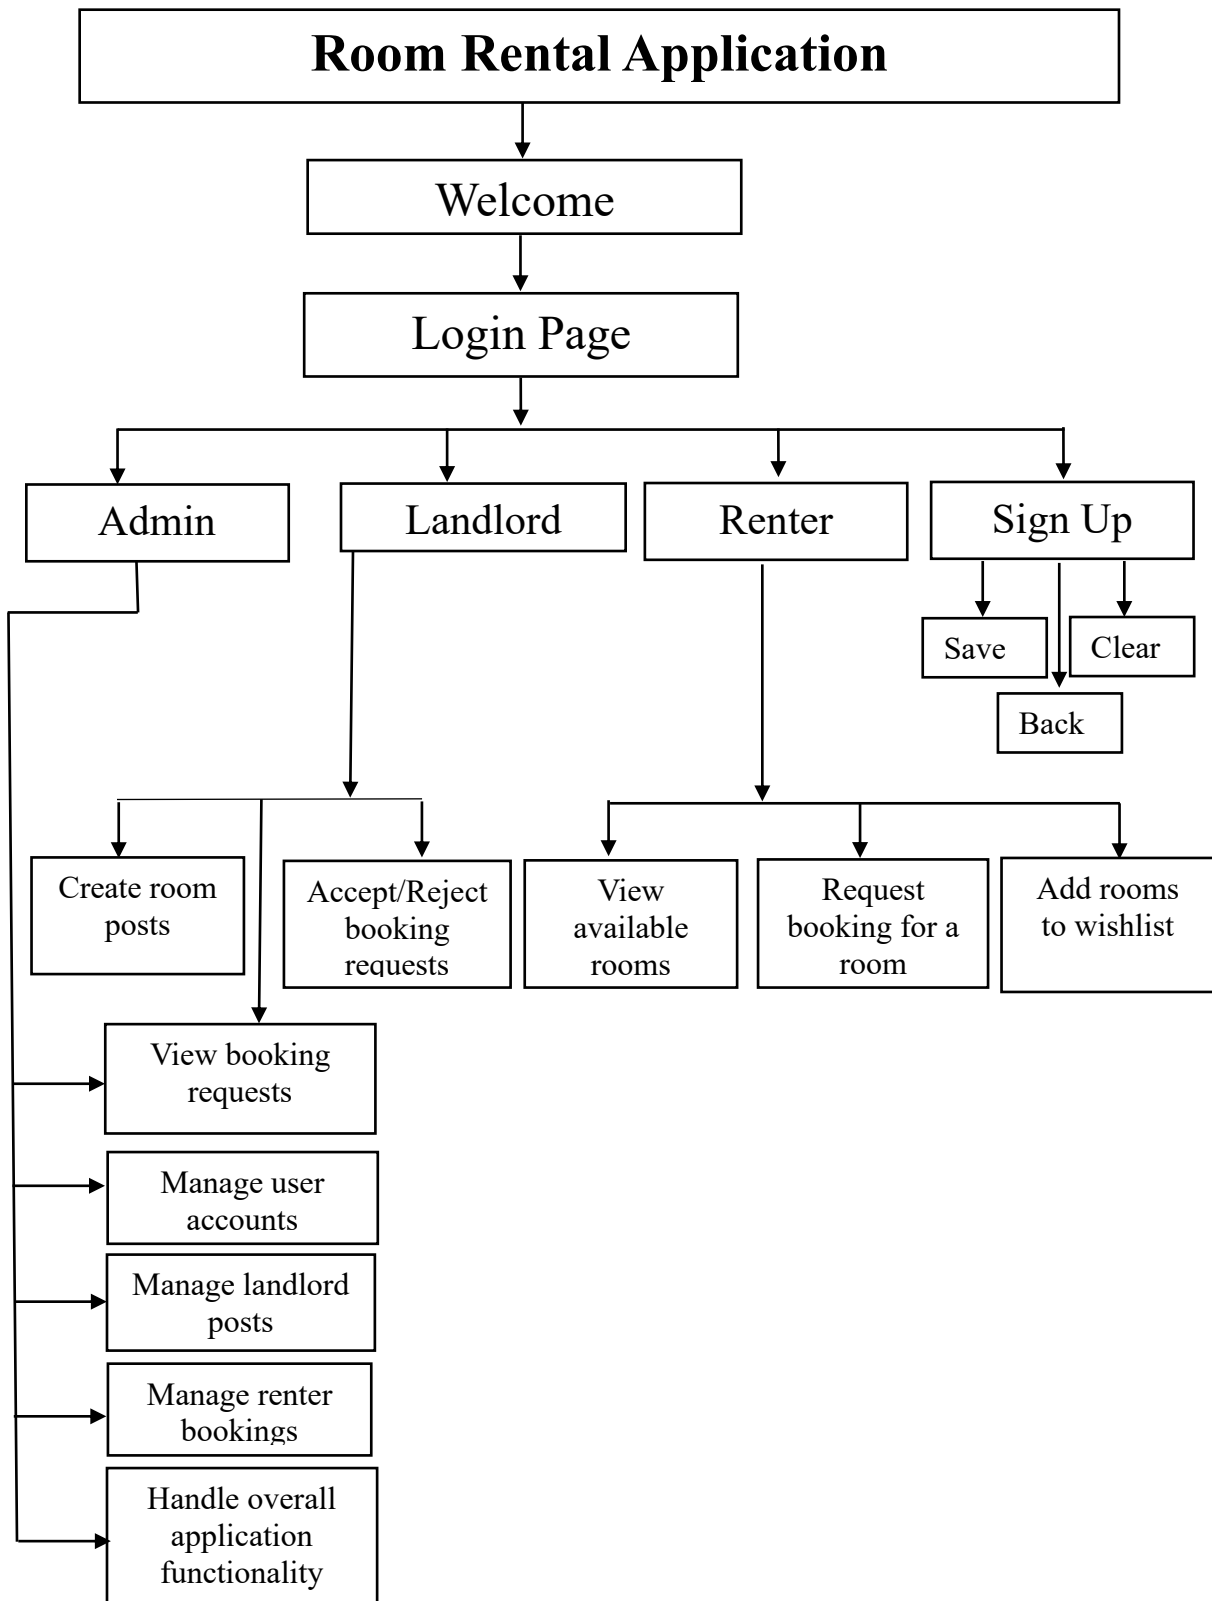 Room Rental Application
Welcome
Login Page
Admin
Landlord
Renter
Sign Up
Save
Clear
Back
Create room
posts
Accept/Reject
booking
requests
View
available
rooms
Request
booking for a
room
Add rooms
to wishlist
View booking
requests
Manage user
accounts
Manage landlord
posts
Manage renter
bookings
Handle overall
application
functionality